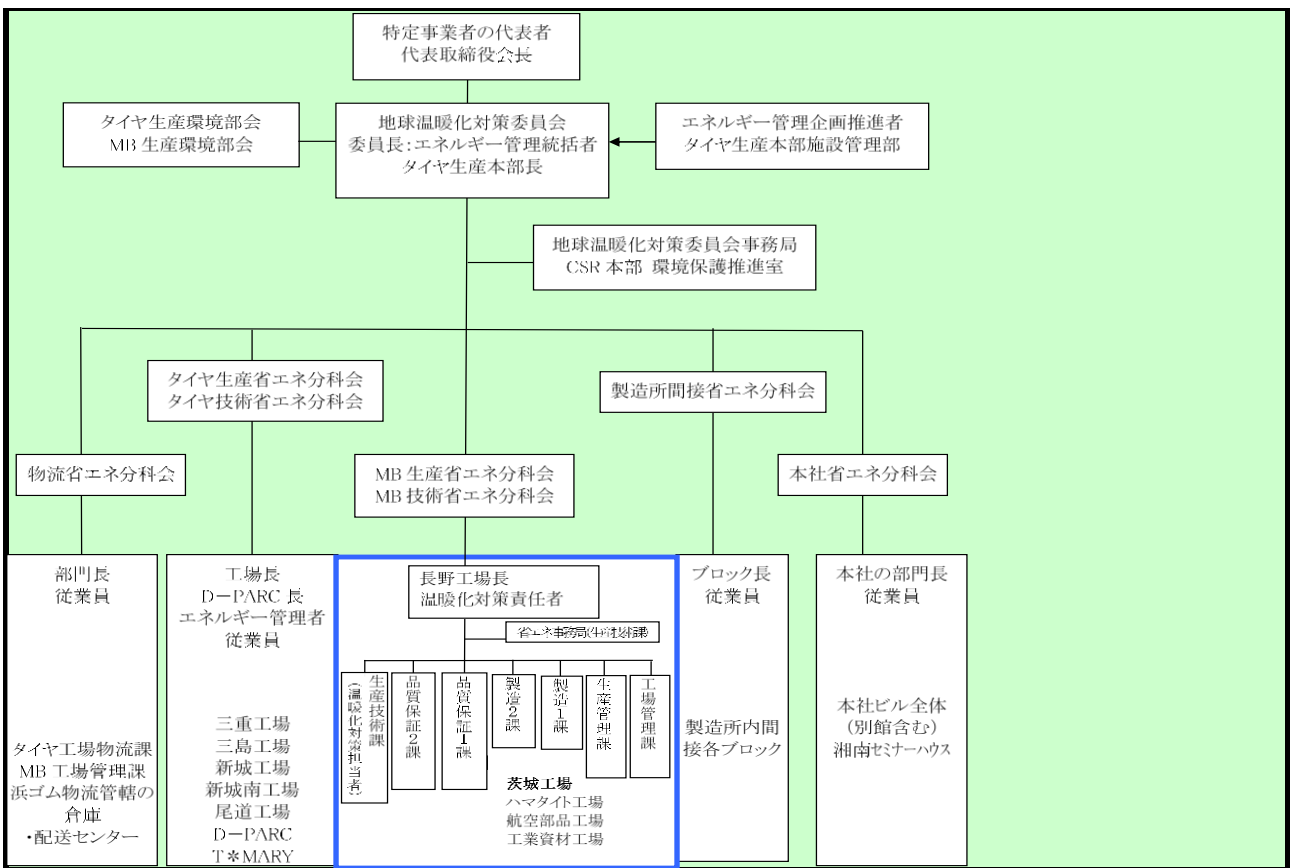 特定事業者の代表者
代表取締役会長
タイヤ生産環境部会
MB 生産環境部会
地球温暖化対策委員会
委員長:エネルギー管理統括者
タイヤ生産本部長
エネルギー管理企画推進者
タイヤ生産本部施設管理部
地球温暖化対策委員会事務局
CSR 本部 環境保護推進室
タイヤ生産省エネ分科会
タイヤ技術省エネ分科会
製造所間接省エネ分科会
物流省エネ分科会
MB 生産省エネ分科会
MB 技術省エネ分科会
本社省エネ分科会
部門長
従業員
タイヤ工場物流課
MB 工場管理課
浜ゴム物流管轄の
倉庫
・配送センター
工場長
D-PARC 長
エネルギー管理者
従業員
三重工場
三島工場
新城工場
新城南工場
尾道工場
D-PARC
T*MARY
長野工場長
温暖化対策責任者
省エネ事務局(生産技術課)
生産技術課
(温暖化対策担当者)
品質保証2課
品質保証1課
製造2課
製造1課
生産管理課
工場管理課
茨城工場
ハマタイト工場
航空部品工場
工業資材工場
ブロック長
従業員
製造所内間
接各ブロック
本社の部門長
従業員
本社ビル全体
(別館含む)
湘南セミナーハウス